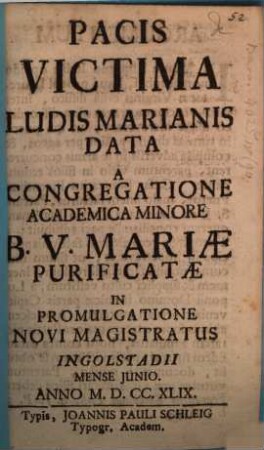 52
PACIS
VICTIMA
LUDIS MARIANIS
DATA
A
CONGREGATIONE
ACADEMICA MINORE
B. V. MARIÆ
PURIFICATÆ
IN
PROMULGATIONE
NOVI MAGISTRATUS
INGOLSTADII
MENSE JUNIO.
ANNO M. D. CC. XLIX.
Typis, JOANNIS PAULI SCHLEIG
Typogr. Academ.